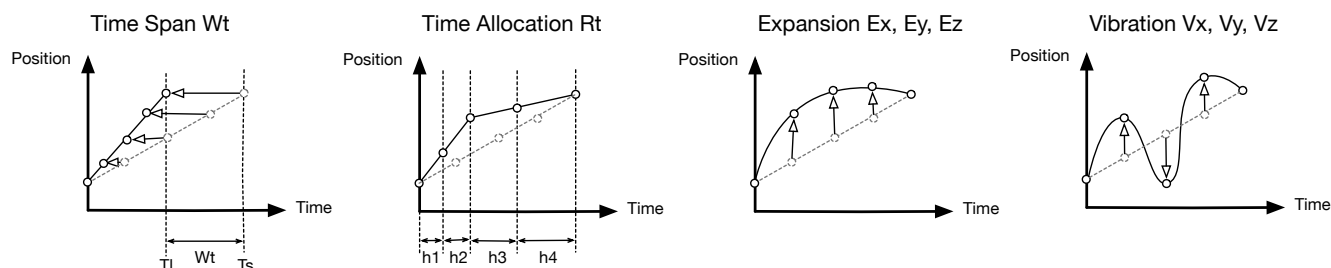 Time Span Wt
Position
Time
Wt
Tl
Ts
Time Allocation Rt
Position
Time
h1 h2 h3 h4
Expansion Ex, Ey, Ez
Position
Time
Vibration Vx, Vy, Vz
Position
Time